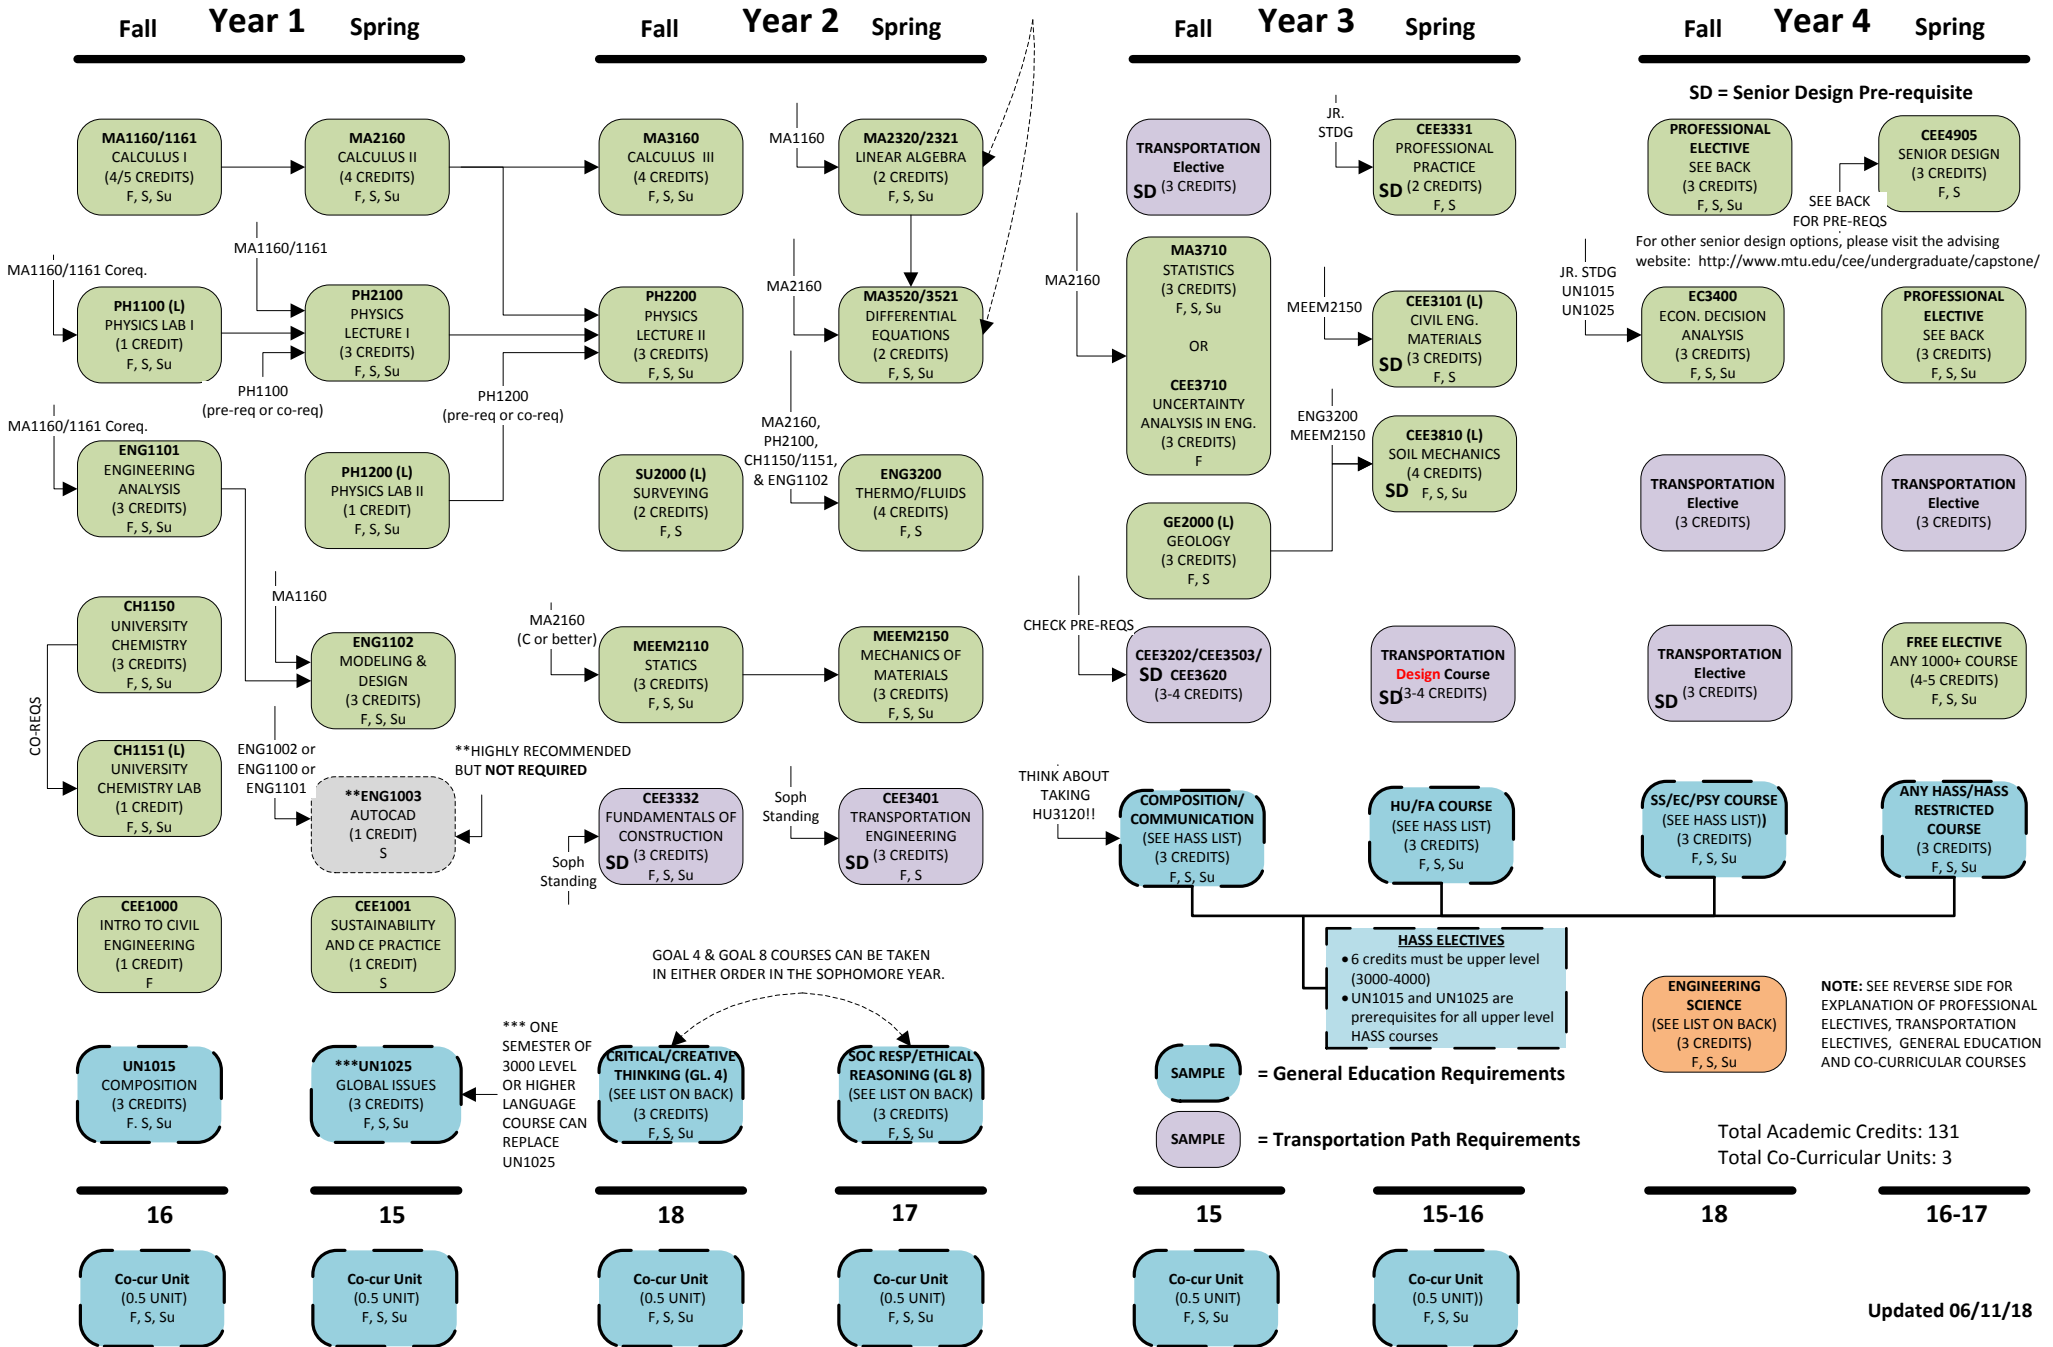 Year 1
Fall
Spring
Year 2
Fall
Spring
Year 3
Fall
Spring
Year 4
Fall
Spring
MA1160/1161
CALCULUS I
(4/5 CREDITS)
F, S, Su
MA1160/1161 Coreq.
PH1100 (L)
PHYSICS LAB I
(1 CREDIT)
F, S, Su
MA1160/1161 Coreq.
ENG1101
ENGINEERING
ANALYSIS
(3 CREDITS)
F, S, Su
CH1150
UNIVERSITY
CHEMISTRY
(3 CREDITS)
F, S, Su
CO-REQS
CH1151 (L)
UNIVERSITY
CHEMISTRY LAB
(1 CREDIT)
F, S, Su
CEE1000
INTRO TO CIVIL
ENGINEERING
(1 CREDIT)
F
UN1015
COMPOSITION
(3 CREDITS)
F. S, Su
16
Co-cur Unit
(0.5 UNIT)
F, S, Su
MA2160
CALCULUS II
(4 CREDITS)
F, S, Su
MA1160/1161
PH2100
PHYSICS
LECTURE I
(3 CREDITS)
F, S, Su
PH1100
(pre-req or co-req)
PH1200 (L)
PHYSICS LAB II
(1 CREDIT)
F, S, Su
MA1160
ENG1102
MODELING &
DESIGN
(3 CREDITS)
F, S, Su
ENG1002 or
ENG1100 or
ENG1101
**HIGHLY RECOMMENDED
BUT NOT REQUIRED
**ENG1003
AUTOCAD
(1 CREDIT)
S
CEE1001
SUSTAINABILITY
AND CE PRACTICE
(1 CREDIT)
S
***UN1025
GLOBAL ISSUES
(3 CREDITS)
F, S, Su
*** ONE
SEMESTER OF
3000 LEVEL
OR HIGHER
LANGUAGE
COURSE CAN
REPLACE
UN1025
15
Co-cur Unit
(0.5 UNIT)
F, S, Su
MA3160
CALCULUS  III
(4 CREDITS)
F, S, Su
PH2200
PHYSICS
LECTURE II
(3 CREDITS)
F, S, Su
PH1200
(pre-req or co-req)
SU2000 (L)
SURVEYING
(2 CREDITS)
F, S
MA2160
(C or better)
MEEM2110
STATICS
(3 CREDITS)
F, S, Su
CEE3332
FUNDAMENTALS OF
CONSTRUCTION
SD (3 CREDITS)
F, S, Su
Soph
Standing
GOAL 4 & GOAL 8 COURSES CAN BE TAKEN
IN EITHER ORDER IN THE SOPHOMORE YEAR.
CRITICAL/CREATIVE
THINKING (GL. 4)
(SEE LIST ON BACK)
(3 CREDITS)
F, S, Su
18
Co-cur Unit
(0.5 UNIT)
F, S, Su
MA1160
MA2320/2321
LINEAR ALGEBRA
(2 CREDITS)
F, S, Su
MA2160
MA3520/3521
DIFFERENTIAL
EQUATIONS
(2 CREDITS)
F, S, Su
MA2160,
PH2100,
CH1150/1151,
& ENG1102
ENG3200
THERMO/FLUIDS
(4 CREDITS)
F, S
MEEM2150
MECHANICS OF
MATERIALS
(3 CREDITS)
F, S, Su
Soph
Standing
CEE3401
TRANSPORTATION
ENGINEERING
SD (3 CREDITS)
F, S
SOC RESP/ETHICAL
REASONING (GL 8)
(SEE LIST ON BACK)
(3 CREDITS)
F, S, Su
17
Co-cur Unit
(0.5 UNIT)
F, S, Su
TRANSPORTATION
Elective
SD (3 CREDITS)
MA2160
MA3710
STATISTICS
(3 CREDITS)
F, S, Su
OR
CEE3710
UNCERTAINTY
ANALYSIS IN ENG.
(3 CREDITS)
F
GE2000 (L)
GEOLOGY
(3 CREDITS)
F, S
CHECK PRE-REQS
CEE3202/CEE3503/
SD CEE3620
(3-4 CREDITS)
THINK ABOUT
TAKING
HU3120!!
COMPOSITION/
COMMUNICATION
(SEE HASS LIST)
(3 CREDITS)
F, S, Su
15
Co-cur Unit
(0.5 UNIT)
F, S, Su
JR.
STDG
CEE3331
PROFESSIONAL
PRACTICE
SD (2 CREDITS)
F, S
MEEM2150
CEE3101 (L)
CIVIL ENG.
MATERIALS
SD (3 CREDITS)
F, S
ENG3200
MEEM2150
CEE3810 (L)
SOIL MECHANICS
(4 CREDITS)
SD F, S, Su
TRANSPORTATION
Design Course
SD (3-4 CREDITS)
HU/FA COURSE
(SEE HASS LIST)
(3 CREDITS)
F, S, Su
HASS ELECTIVES
• 6 credits must be upper level
(3000-4000)
• UN1015 and UN1025 are
prerequisites for all upper level
HASS courses
SAMPLE = General Education Requirements
SAMPLE = Transportation Path Requirements
15-16
Co-cur Unit
(0.5 UNIT))
F, S, Su
SD = Senior Design Pre-requisite
PROFESSIONAL
ELECTIVE
SEE BACK
(3 CREDITS)
F, S, Su
CEE4905
SENIOR DESIGN
(3 CREDITS)
F, S
SEE BACK
FOR PRE-REQS
For other senior design options, please visit the advising
website:  http://www.mtu.edu/cee/undergraduate/capstone/
JR. STDG
UN1015
UN1025
EC3400
ECON. DECISION
ANALYSIS
(3 CREDITS)
F, S, Su
PROFESSIONAL
ELECTIVE
SEE BACK
(3 CREDITS)
F, S, Su
TRANSPORTATION
Elective
(3 CREDITS)
TRANSPORTATION
Elective
(3 CREDITS)
TRANSPORTATION
Elective
SD (3 CREDITS)
FREE ELECTIVE
ANY 1000+ COURSE
(4-5 CREDITS)
F, S, Su
SS/EC/PSY COURSE
(SEE HASS LIST))
(3 CREDITS)
F, S, Su
ANY HASS/HASS
RESTRICTED
COURSE
(3 CREDITS)
F, S, Su
ENGINEERING
SCIENCE
(SEE LIST ON BACK)
(3 CREDITS)
F, S, Su
NOTE: SEE REVERSE SIDE FOR
EXPLANATION OF PROFESSIONAL
ELECTIVES, TRANSPORTATION
ELECTIVES,  GENERAL EDUCATION
AND CO-CURRICULAR COURSES
Total Academic Credits: 131
Total Co-Curricular Units: 3
18
16-17
Updated 06/11/18